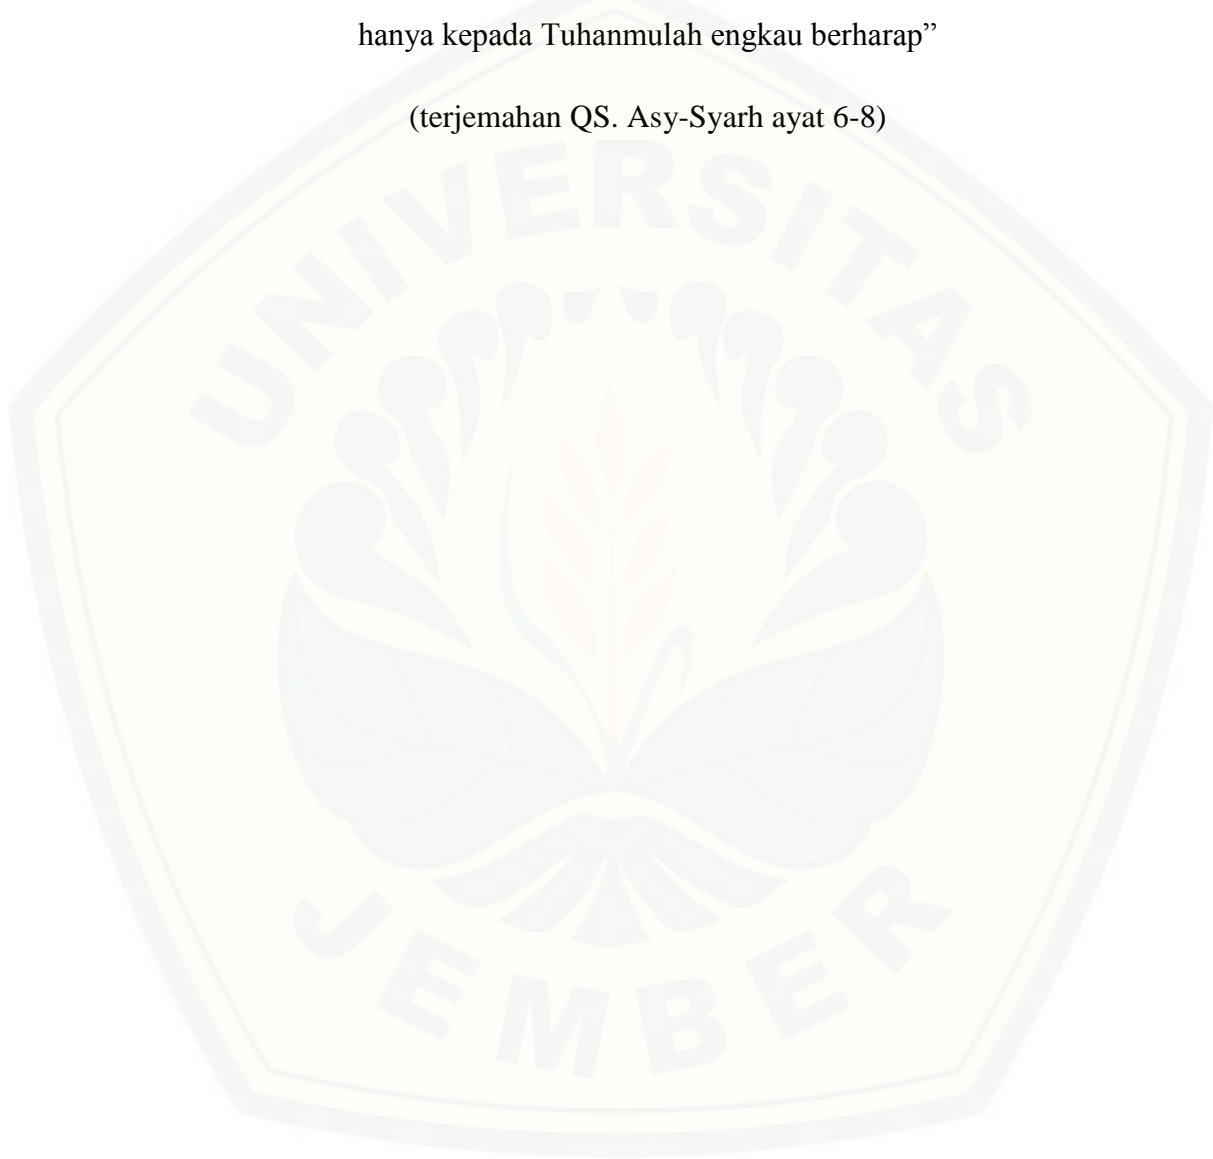 hanya kepada Tuhanmulah engkau berharap”
(terjemahan QS. Asy-Syarh ayat 6-8)
UNIVERSITAS
JEMBER